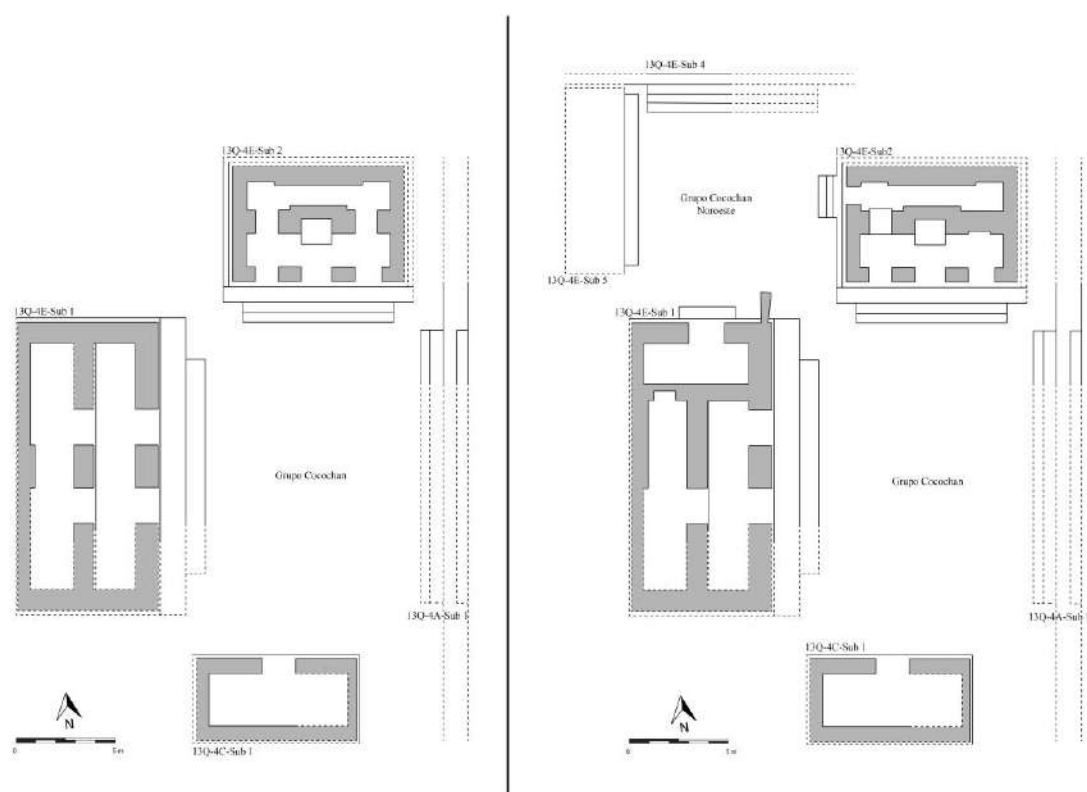 13Q-4E-Sub 2
13Q-4E-Sub 1
Grupo Cocochan
13Q-4A-Sub 1
13Q-4C-Sub 1
N
0
5 m
13Q-4E-Sub 4
13Q-4E-Sub2
Grupo Cocochan
Noroeste
13Q-4E-Sub 5
13Q-4E-Sub 1
Grupo Cocochan
13Q-4A-Sub
13Q-4C-Sub 1
N
0
5 m